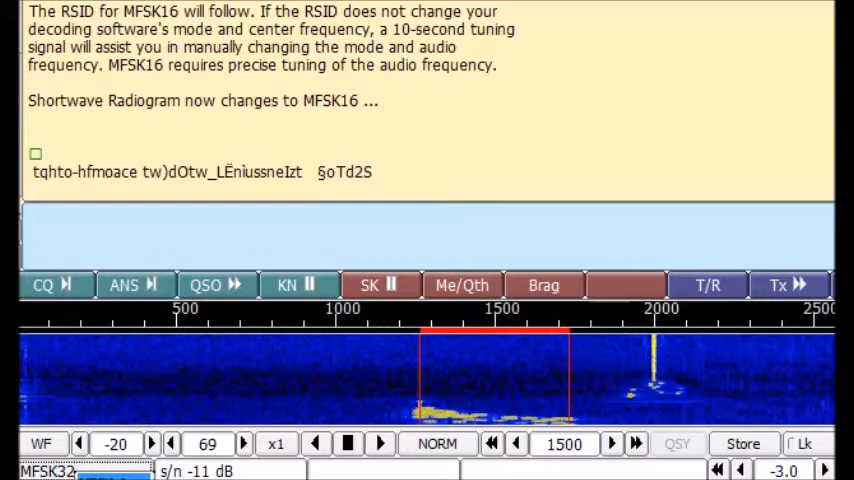 The RSID for MFSK16 will follow. If the RSID does not change your
decoding software's mode and center frequency, a 10-second tuning
signal will assist you in manually changing the mode and audio
frequency. MFSK16 requires precise tuning of the audio frequency.
Shortwave Radiogram now changes to MFSK16 ...
tqhto-hfmoace tw)dOtw_LËnìussneIzt §oTd2S
CQ ANS QSO KN SK Me/Qth Brag T/R Tx
500 1000 1500 2000 2500
WF -20 69 x1 NORM 1500 QSY Store Lk
MFSK32 s/n -11 dB -3.0